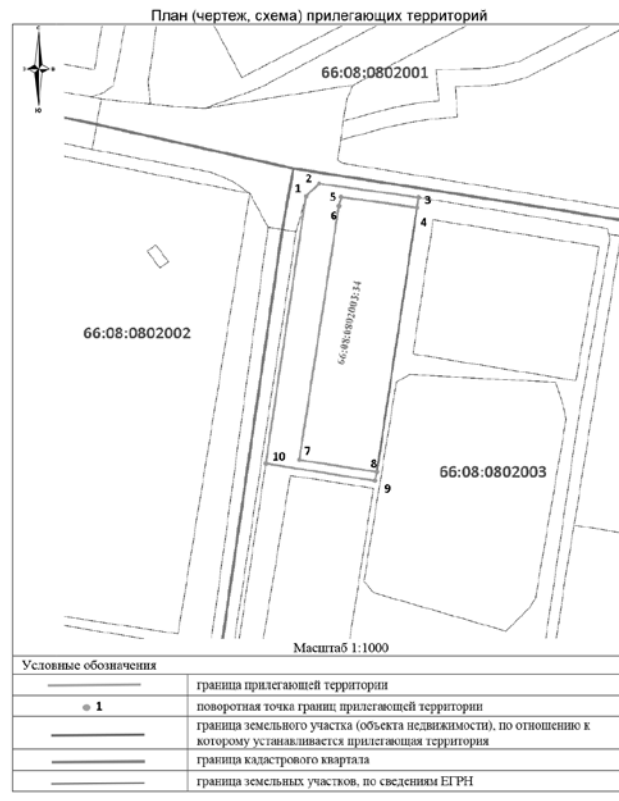 План (чертеж, схема) прилегающих территорий
С
З
В
Ю
66:08:0802001
1
2
3
5
6
4
66:08:0802003:34
66:08:0802002
10
7
8
9
66:08:0802003
Масштаб 1:1000
Условные обозначения
граница прилегающей территории
1
поворотная точка границ прилегающей территории
граница земельного участка (объекта недвижимости), по отношению к
которому устанавливается прилегающая территория
граница кадастрового квартала
граница земельных участков, по сведениям ЕГРН